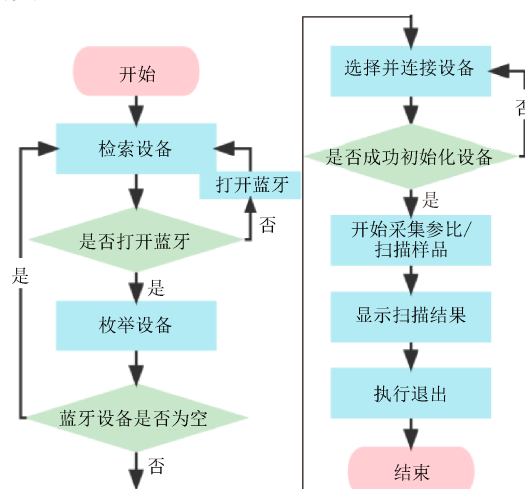 开始
检索设备
打开蓝牙
是否打开蓝牙
否
是
是
枚举设备
蓝牙设备是否为空
否
选择并连接设备
否
是否成功初始化设备
是
开始采集参比/
扫描样品
显示扫描结果
执行退出
结束